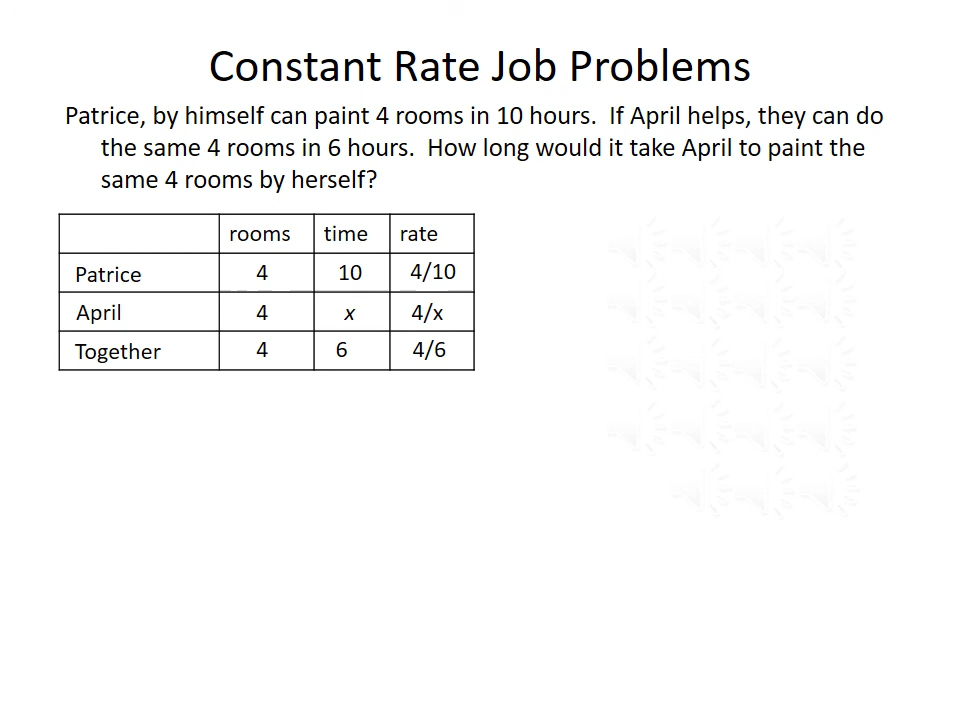 Constant Rate Job Problems
Patrice, by himself can paint 4 rooms in 10 hours.  If April helps, they can do
the same 4 rooms in 6 hours.  How long would it take April to paint the
same 4 rooms by herself?
rooms time rate
Patrice 4 10 4/10
April 4 x 4/x
Together 4 6 4/6